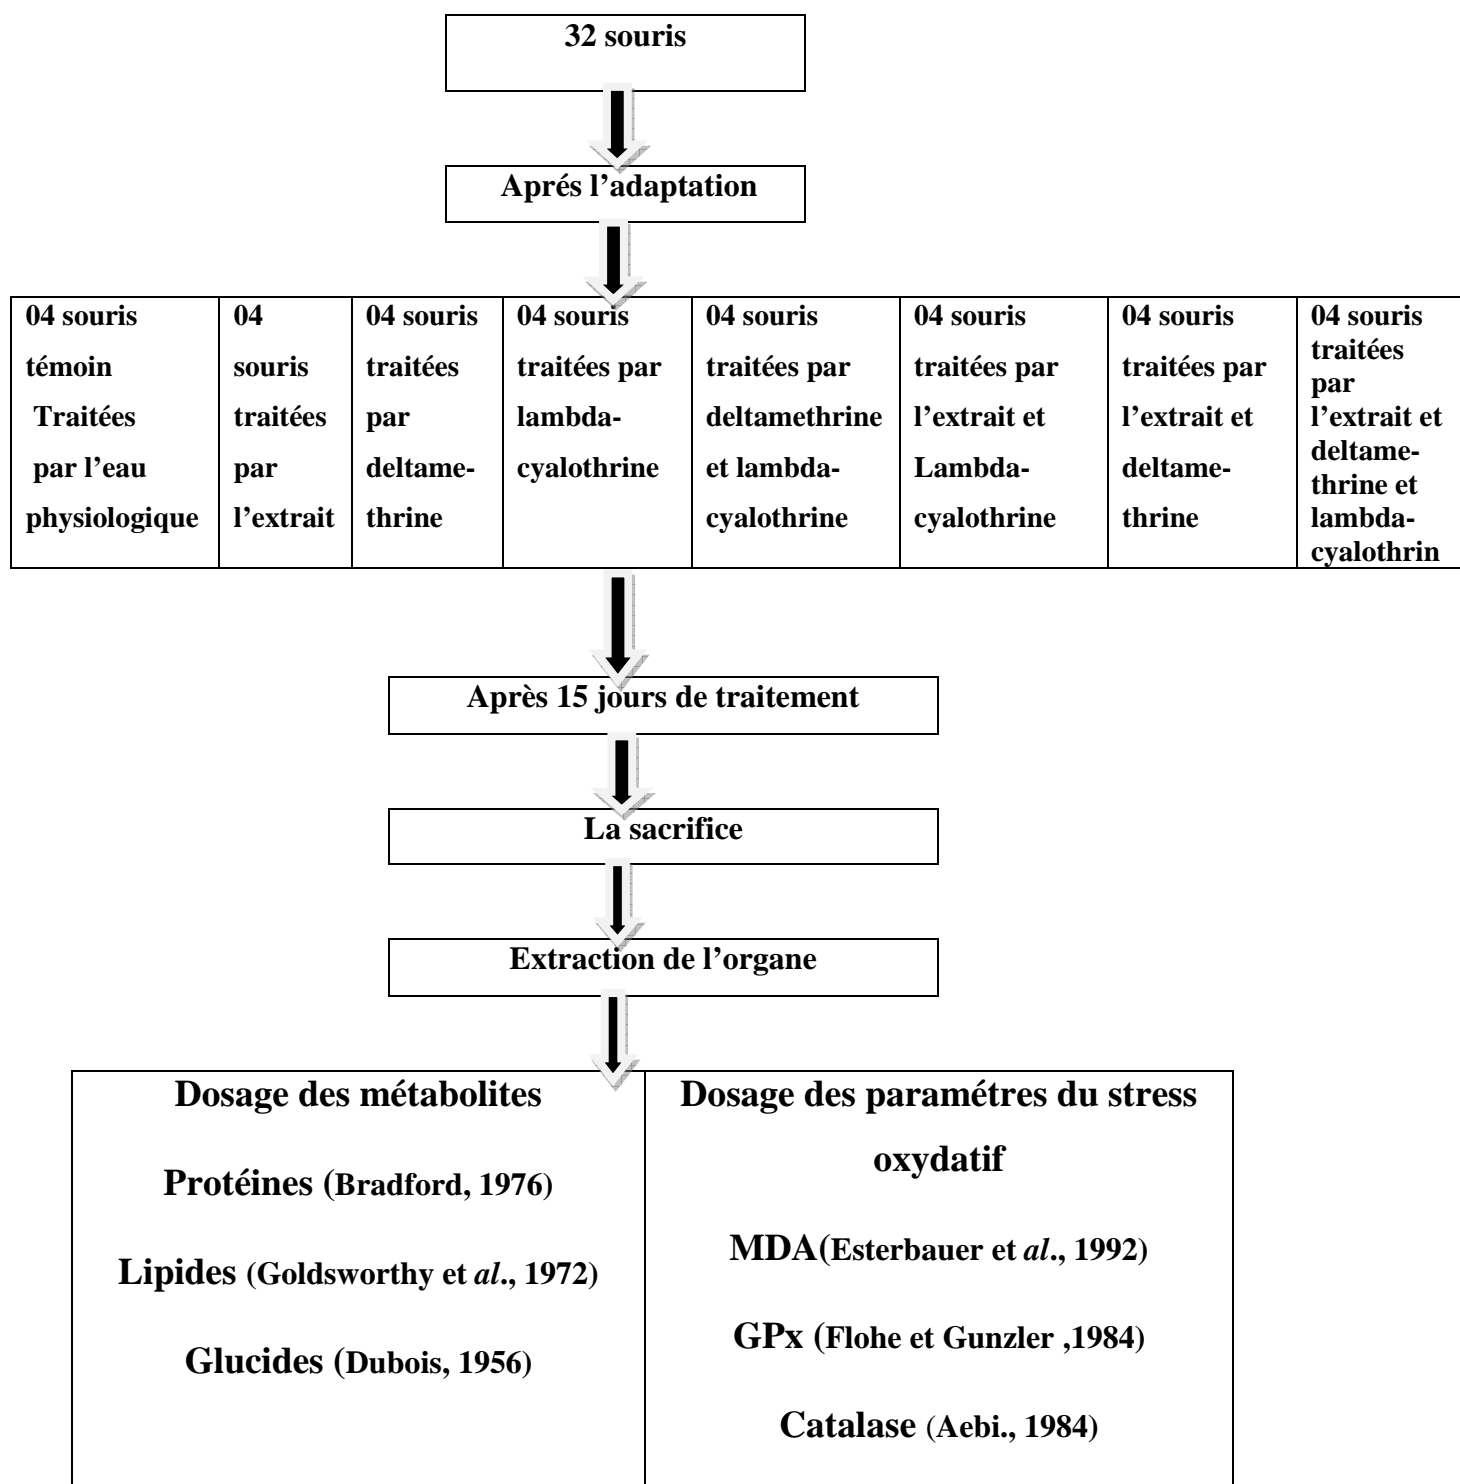 32 souris
Aprés l'adaptation
04 souris
témoin
Traitées
par l'eau
physiologique
04
souris
traitées
par
l'extrait
04 souris
traitées
par
deltame-
thrine
04 souris
traitées par
lambda-
cyalothrine
04 souris
traitées par
deltamethrine
et lambda-
cyalothrine
04 souris
traitées par
l'extrait et
Lambda-
cyalothrine
04 souris
traitées par
l'extrait et
deltame-
thrine
04 souris
traitées
par
l'extrait et
deltame-
thrine et
lambda-
cyalothrin
Après 15 jours de traitement
La sacrifice
Extraction de l'organe
Dosage des métabolites
Protéines (Bradford, 1976)
Lipides (Goldsworthy et al., 1972)
Glucides (Dubois, 1956)
Dosage des paramétres du stress
oxydatif
MDA(Esterbauer et al., 1992)
GPx (Flohe et Gunzler ,1984)
Catalase (Aebi., 1984)